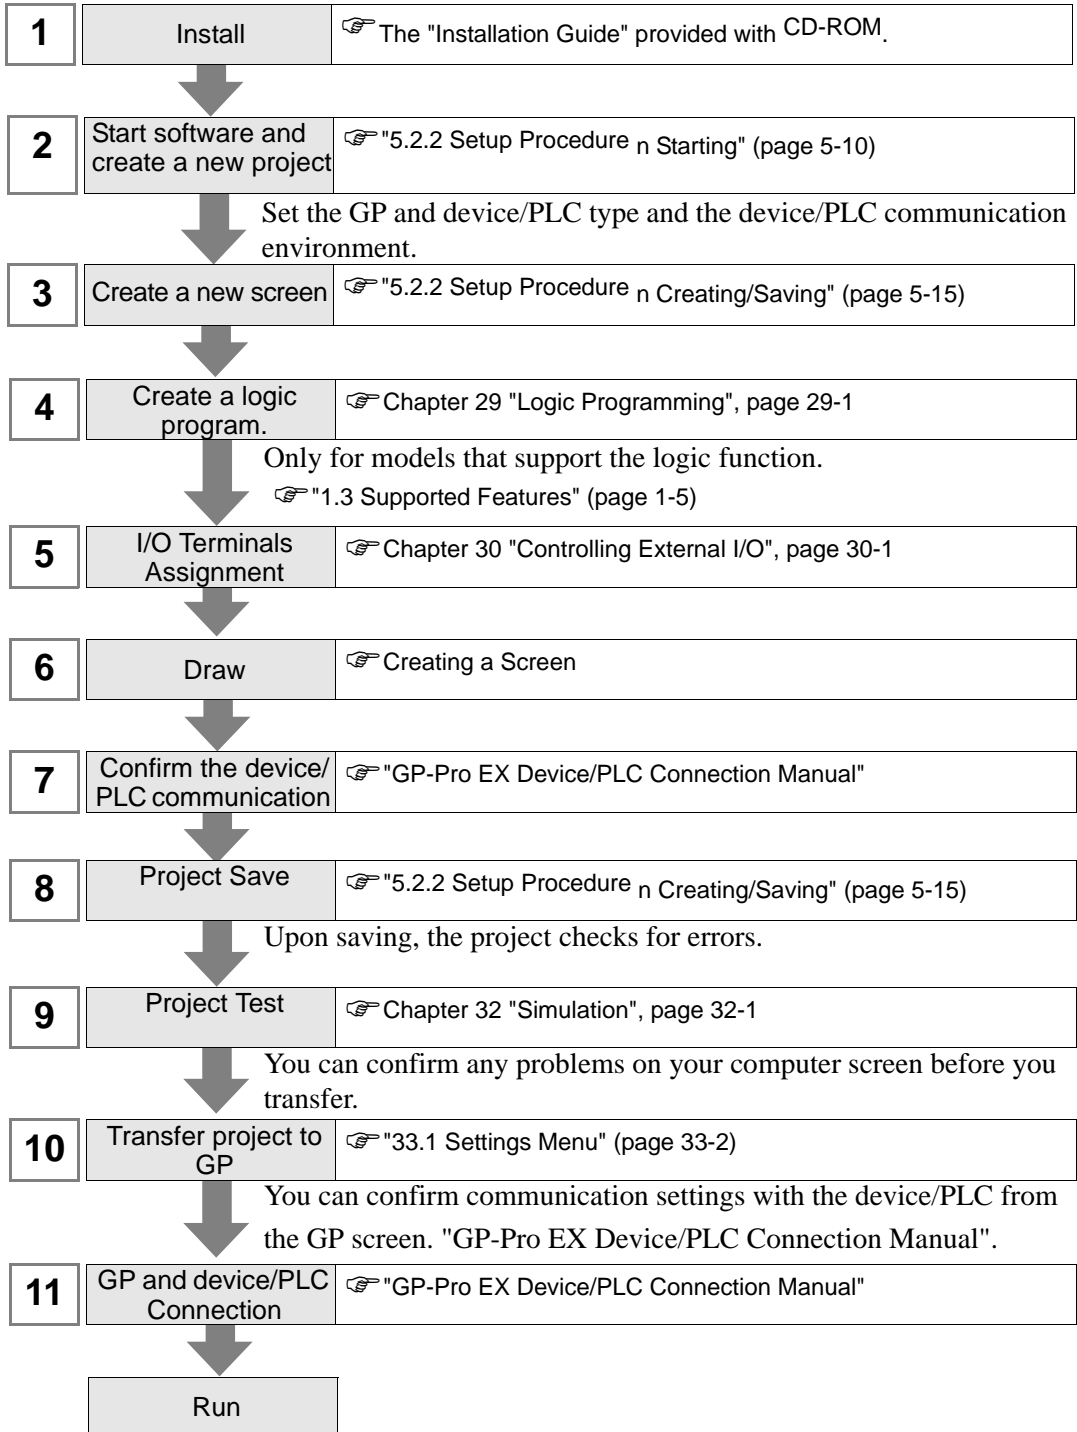 1
Install
☞ The "Installation Guide" provided with CD-ROM.
2
Start software and
create a new project
☞ "5.2.2 Setup Procedure n Starting" (page 5-10)
Set the GP and device/PLC type and the device/PLC communication
environment.
3
Create a new screen
☞ "5.2.2 Setup Procedure n Creating/Saving" (page 5-15)
4
Create a logic
program.
☞ Chapter 29 "Logic Programming", page 29-1
Only for models that support the logic function.
☞ "1.3 Supported Features" (page 1-5)
5
I/O Terminals
Assignment
☞ Chapter 30 "Controlling External I/O", page 30-1
6
Draw
☞ Creating a Screen
7
Confirm the device/
PLC communication
☞ "GP-Pro EX Device/PLC Connection Manual"
8
Project Save
☞ "5.2.2 Setup Procedure n Creating/Saving" (page 5-15)
Upon saving, the project checks for errors.
9
Project Test
☞ Chapter 32 "Simulation", page 32-1
You can confirm any problems on your computer screen before you
transfer.
10
Transfer project to
GP
☞ "33.1 Settings Menu" (page 33-2)
You can confirm communication settings with the device/PLC from
the GP screen. "GP-Pro EX Device/PLC Connection Manual".
11
GP and device/PLC
Connection
☞ "GP-Pro EX Device/PLC Connection Manual"
Run